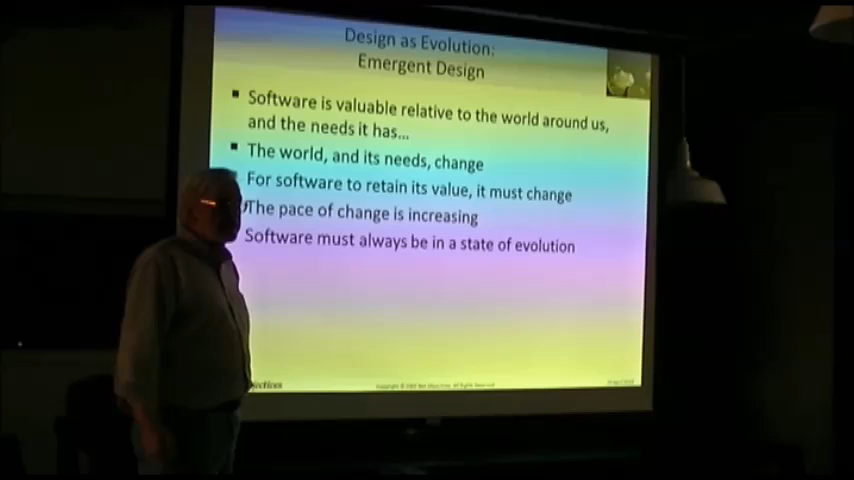 Design as Evolution:
Emergent Design
Software is valuable relative to the world around us,
and the needs it has...
The world, and its needs, change
For software to retain its value, it must change
The pace of change is increasing
Software must always be in a state of evolution